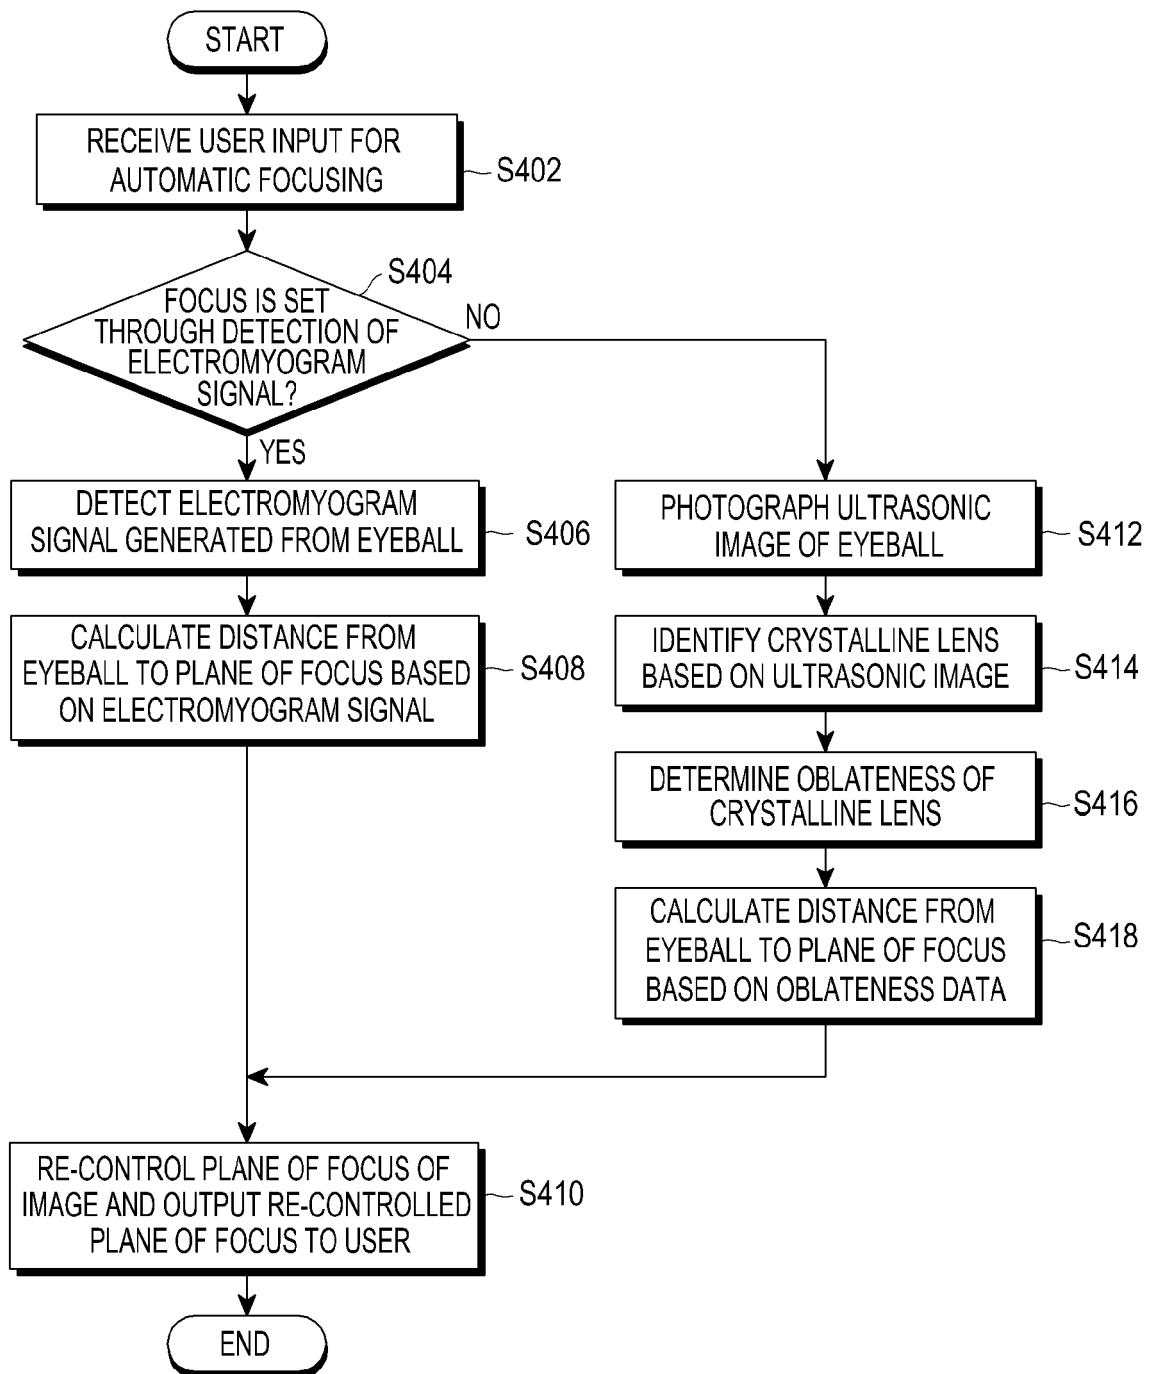 START
RECEIVE USER INPUT FOR
AUTOMATIC FOCUSING
S402
S404
FOCUS IS SET
THROUGH DETECTION OF
ELECTROMYOGRAM
SIGNAL?
NO
YES
DETECT ELECTROMYOGRAM
SIGNAL GENERATED FROM EYEBALL
S406
CALCULATE DISTANCE FROM
EYEBALL TO PLANE OF FOCUS BASED
ON ELECTROMYOGRAM SIGNAL
S408
PHOTOGRAPH ULTRASONIC
IMAGE OF EYEBALL
S412
IDENTIFY CRYSTALLINE LENS
BASED ON ULTRASONIC IMAGE
S414
DETERMINE OBLATENESS OF
CRYSTALLINE LENS
S416
CALCULATE DISTANCE FROM
EYEBALL TO PLANE OF FOCUS
BASED ON OBLATENESS DATA
S418
RE-CONTROL PLANE OF FOCUS OF
IMAGE AND OUTPUT RE-CONTROLLED
PLANE OF FOCUS TO USER
S410
END